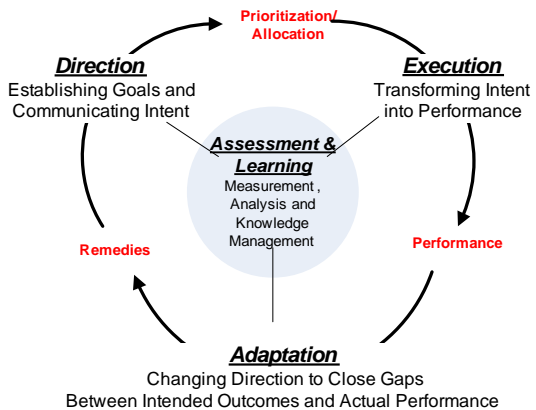 Prioritization/
Allocation
Direction
Establishing Goals and
Communicating Intent
Execution
Transforming Intent
into Performance
Assessment &
Learning
Measurement ,
Analysis and
Knowledge
Management
Remedies
Performance
Adaptation
Changing Direction to Close Gaps
Between Intended Outcomes and Actual Performance